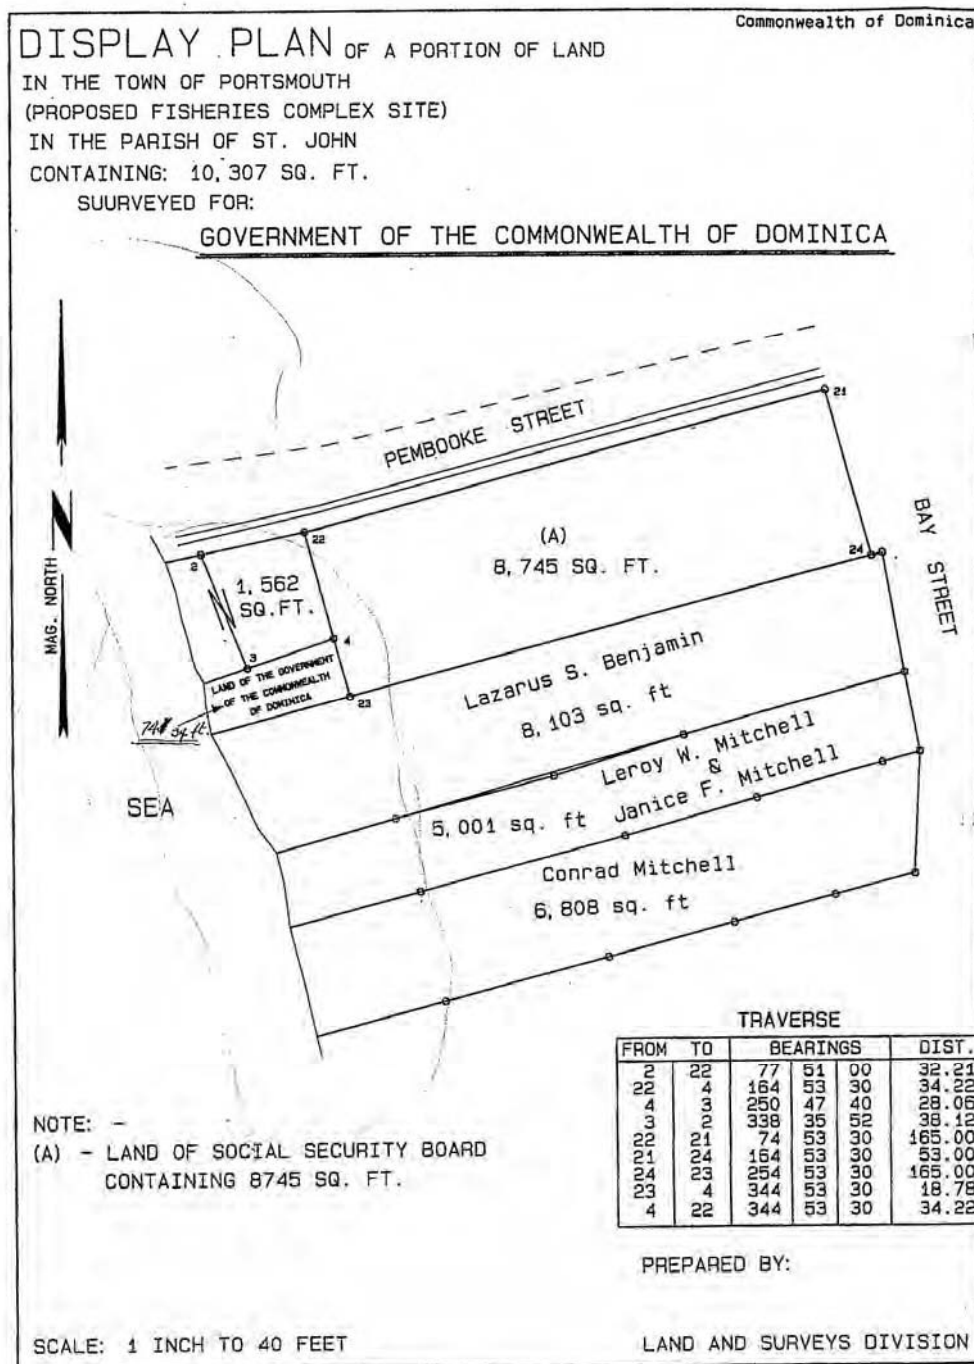 Commonwealth of Dominica
DISPLAY PLAN OF A PORTION OF LAND
IN THE TOWN OF PORTSMOUTH
(PROPOSED FISHERIES COMPLEX SITE)
IN THE PARISH OF ST. JOHN
CONTAINING: 10,307 SQ. FT.
SUURVEYED FOR:
GOVERNMENT OF THE COMMONWEALTH OF DOMINICA
MAG. NORTH
N
PEMBOOKE STREET
BAY STREET
21
22
2
24
(A)
8,745 SQ. FT.
1,562
SQ.FT.
N
3
4
23
LAND OF THE GOVERNMENT
OF THE COMMONWEALTH
OF DOMINICA
sq ft.
SEA
Lazarus S. Benjamin
8,103 sq. ft
Leroy W. Mitchell
&
5,001 sq. ft Janice F. Mitchell
Conrad Mitchell
6,808 sq. ft
TRAVERSE
FROM TO BEARINGS DIST.
2 22 77 51 00 32.21
22 4 164 53 30 34.22
4 3 250 47 40 28.06
3 2 338 35 52 38.12
22 21 74 53 30 165.00
21 24 164 53 30 53.00
24 23 254 53 30 165.00
23 4 344 53 30 18.78
4 22 344 53 30 34.22
NOTE: -
(A) - LAND OF SOCIAL SECURITY BOARD
CONTAINING 8745 SQ. FT.
PREPARED BY:
SCALE: 1 INCH TO 40 FEET
LAND AND SURVEYS DIVISION